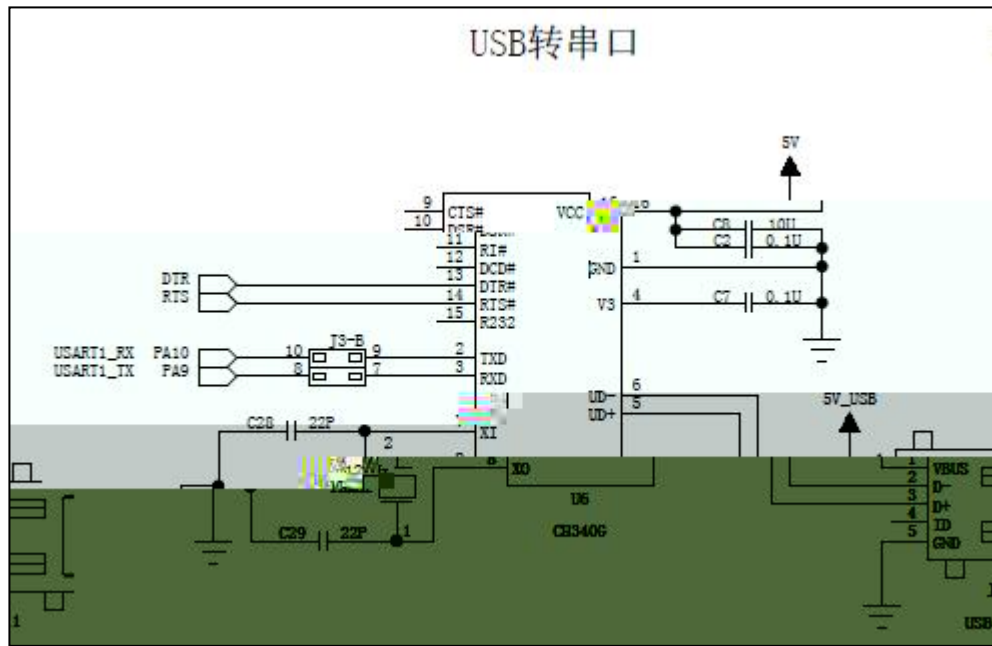 USB转串口
5V
9 CTS# VCC
10 DSR# C8 10U
11 RI# C2 0.1U
12 DCD# GND 1
DTR 13 DTR#
RTS 14 RTS# V3 4 C7 0.1U
15 R232
J3-B
USART1_RX PA10 10 9 2 TXD
USART1_TX PA9 8 7 3 RXD
UD- 6
UD+ 5 5V_USB
C28 22P XI
2
8 XO 1 VBUS
2 D-
U6 3 D+
C29 22P 1 CH340G 4 ID
5 GND
1 USB